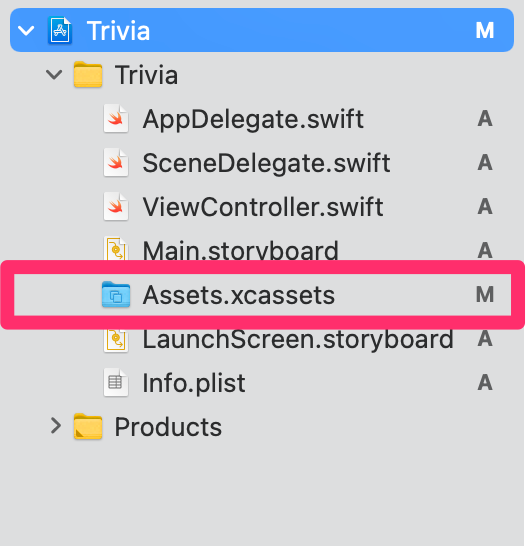 Trivia M
Trivia
AppDelegate.swift A
SceneDelegate.swift A
ViewController.swift A
Main.storyboard A
Assets.xcassets M
LaunchScreen.storyboard A
Info.plist A
Products